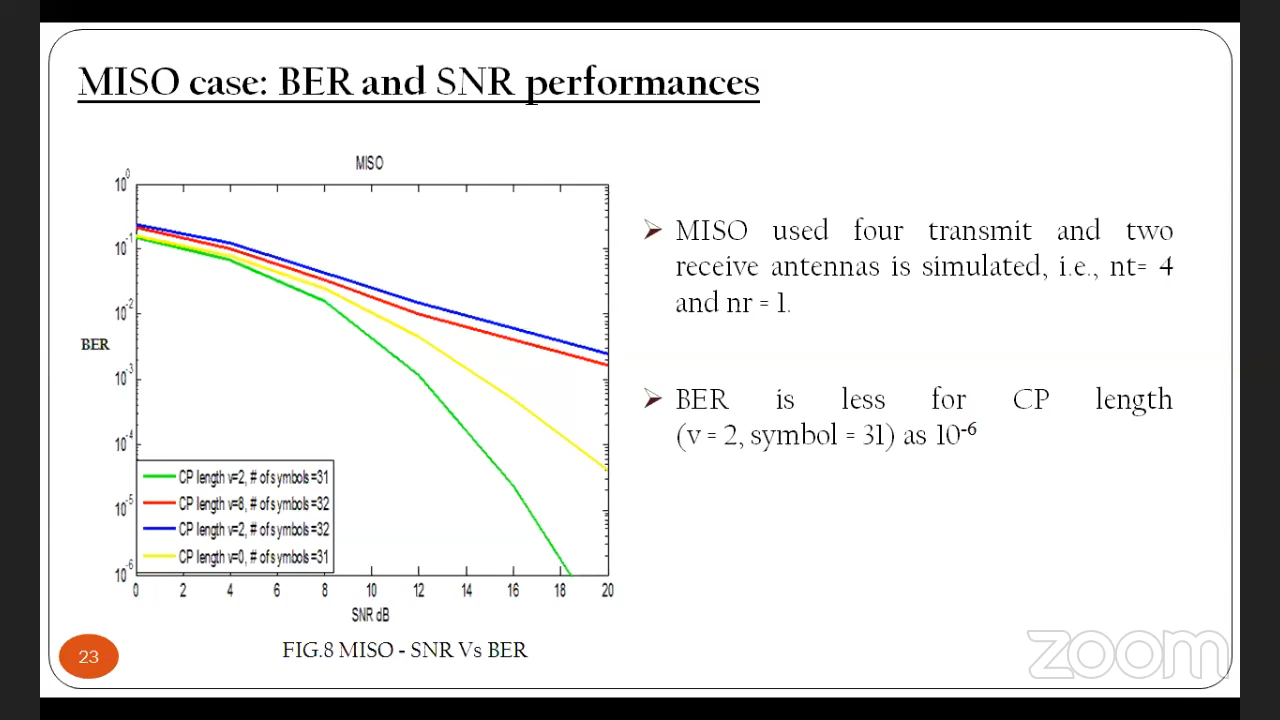 MISO case: BER and SNR performances
MISO
10^0
10^-1
10^-2
10^-3
10^-4
10^-5
10^-6
BER
CP length v=2, # of symbols=31
CP length v=8, # of symbols=32
CP length v=2, # of symbols=32
CP length v=0, # of symbols=31
0 2 4 6 8 10 12 14 16 18 20
SNR dB
FIG.8 MISO - SNR Vs BER
➢ MISO used four transmit and two
receive antennas is simulated, i.e., nt= 4
and nr = 1.
➢ BER is less for CP length
(v = 2, symbol = 31) as 10^-6
23
zoom